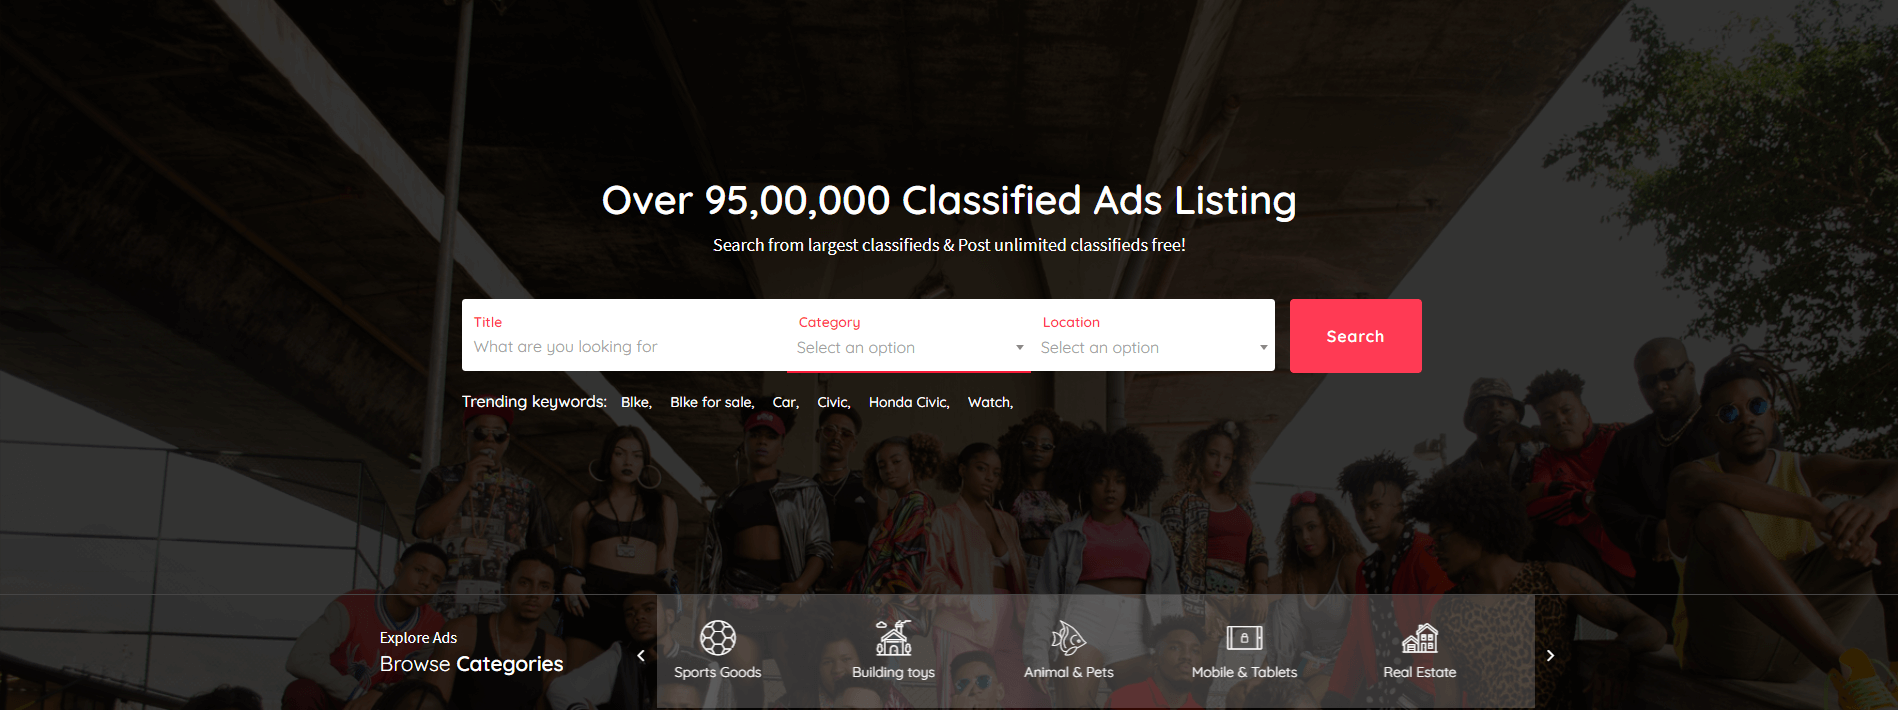 Over 95,00,000 Classified Ads Listing
Search from largest classifieds & Post unlimited classifieds free!
Title
What are you looking for
Category
Select an option
Location
Select an option
Search
Trending keywords: BIke, BIke for sale, Car, Civic, Honda Civic, Watch,
Explore Ads
Browse Categories
Sports Goods
Building toys
Animal & Pets
Mobile & Tablets
Real Estate